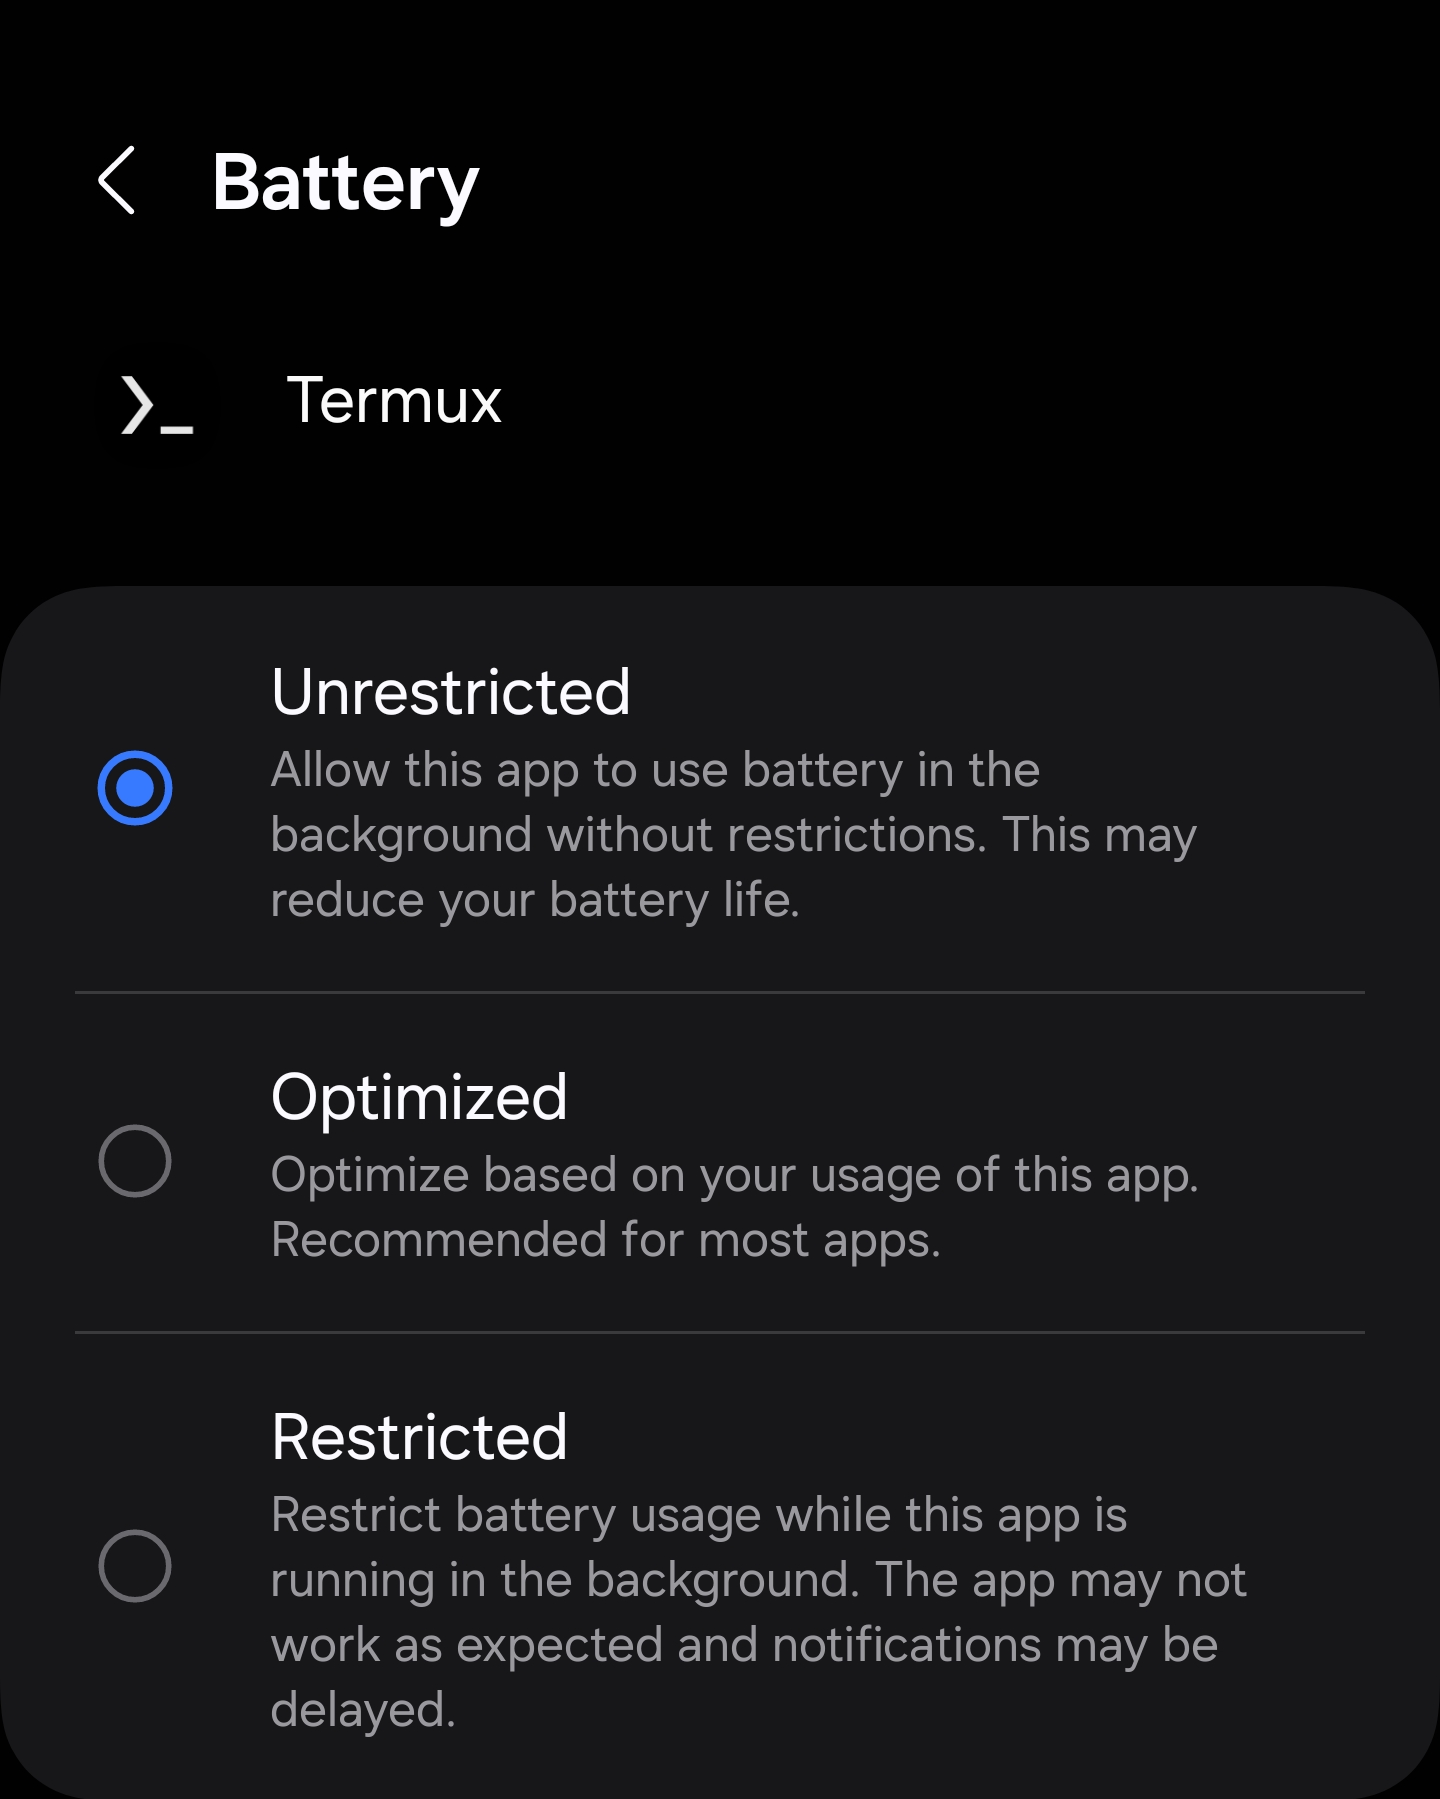 Battery
Termux
Unrestricted
Allow this app to use battery in the
background without restrictions. This may
reduce your battery life.
Optimized
Optimize based on your usage of this app.
Recommended for most apps.
Restricted
Restrict battery usage while this app is
running in the background. The app may not
work as expected and notifications may be
delayed.